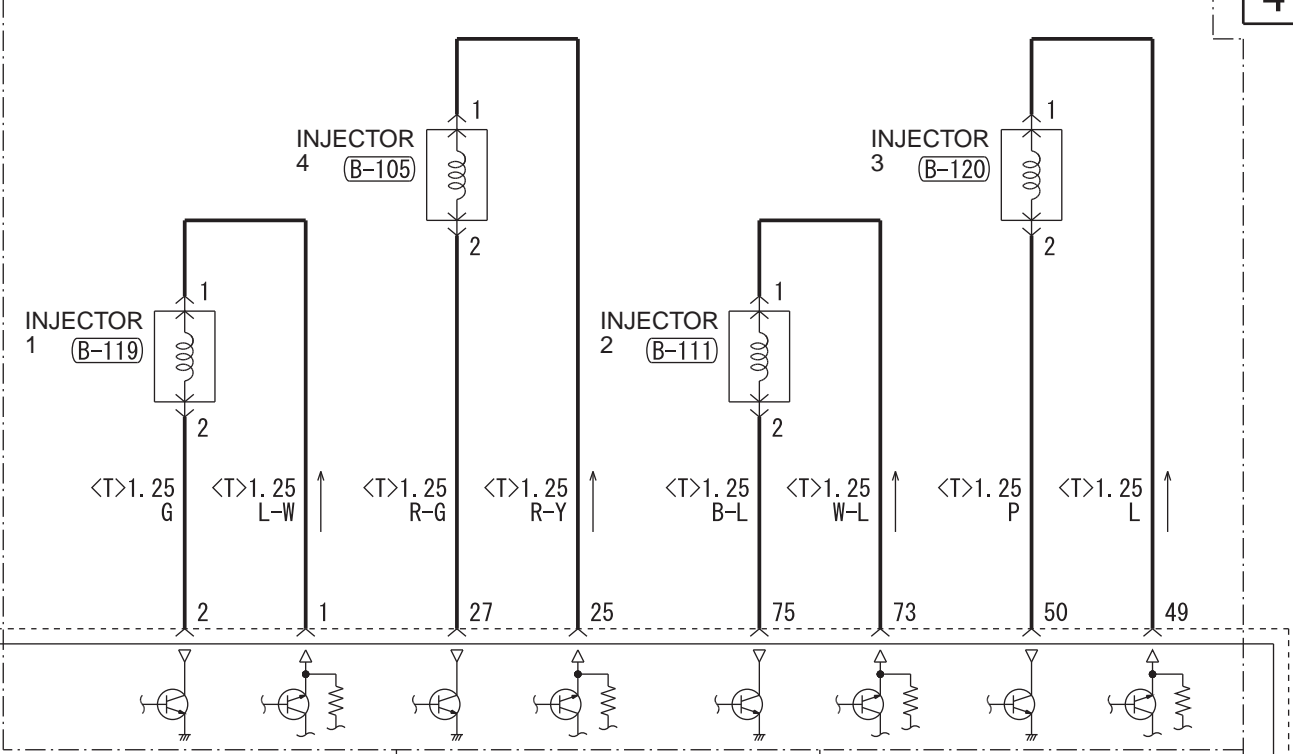 4
1
1
INJECTOR
4 (B-105)
INJECTOR
3 (B-120)
2
2
1
1
INJECTOR
1 (B-119)
INJECTOR
2 (B-111)
2
2
<T>1.25 <T>1.25 <T>1.25 <T>1.25 <T>1.25 <T>1.25 <T>1.25 <T>1.25
G L-W R-G R-Y B-L W-L P L
2 1 27 25 75 73 50 49